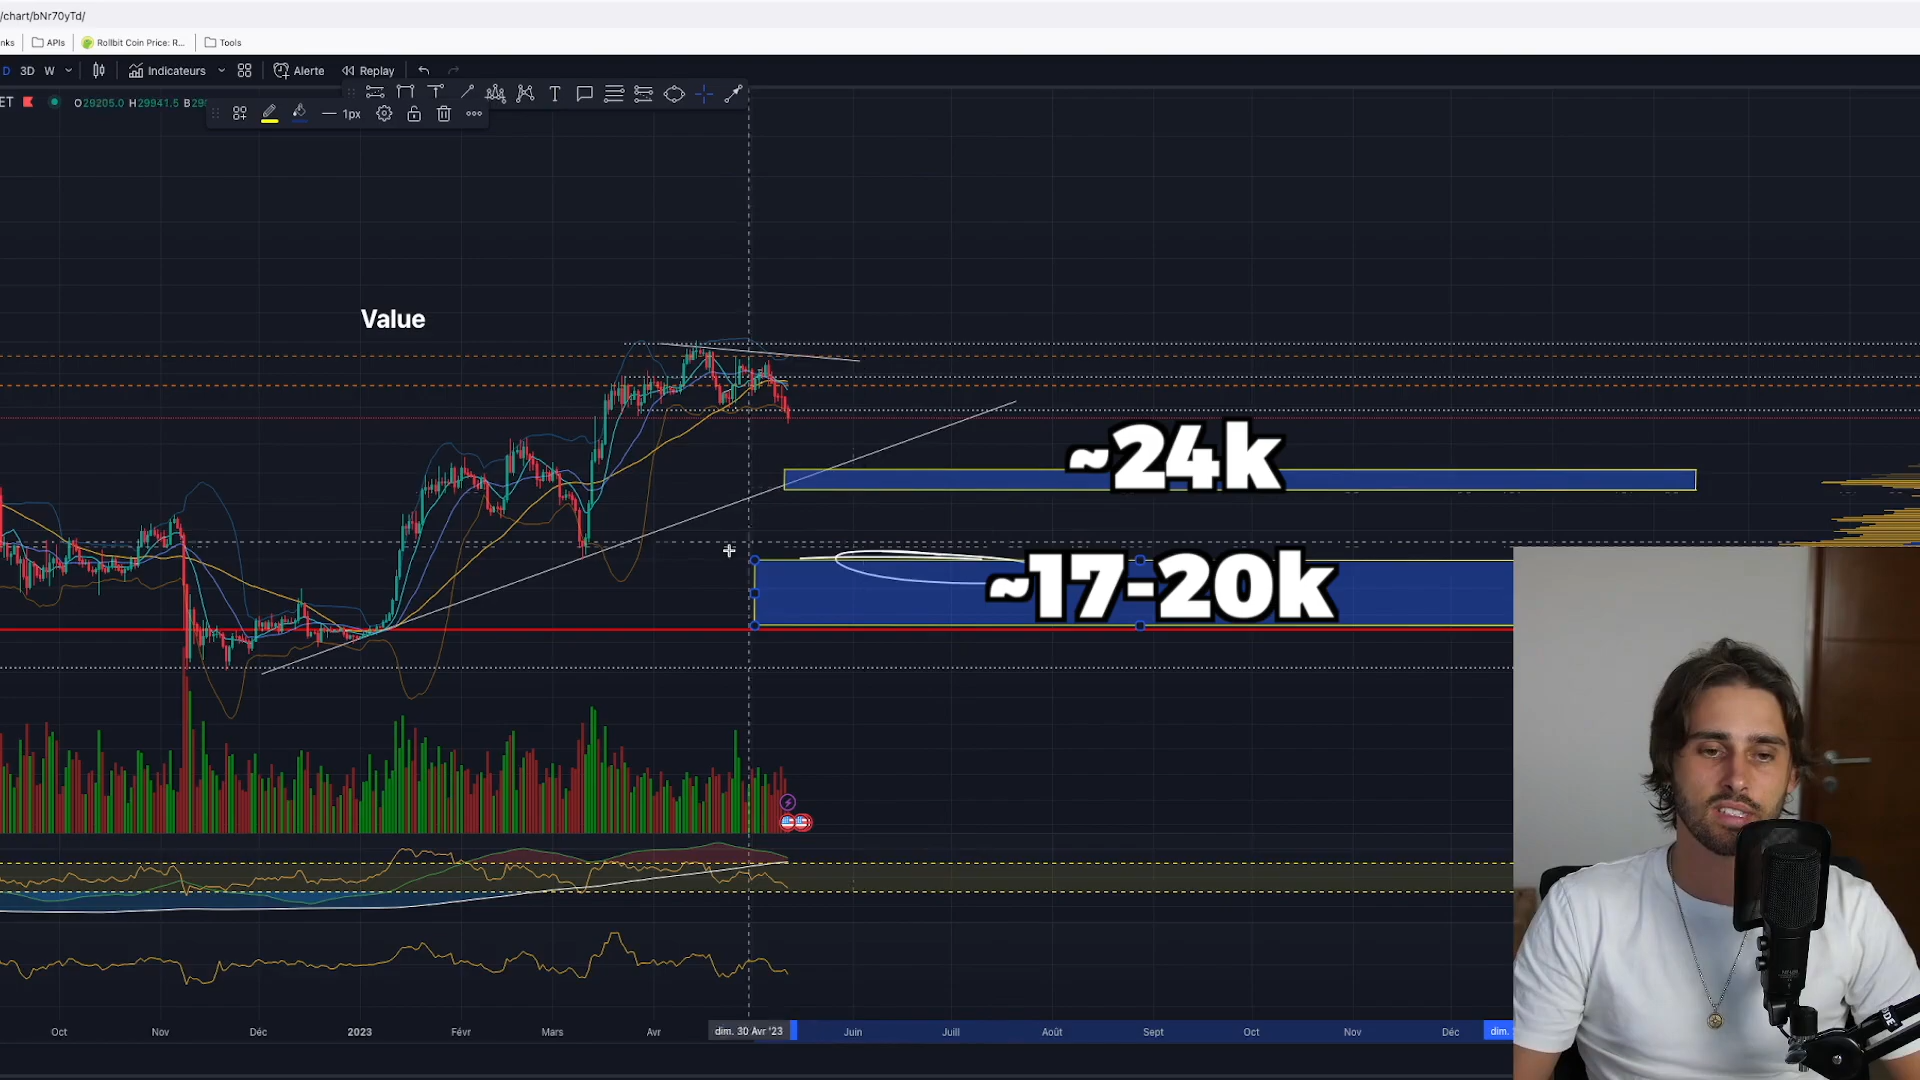 /chart/bNr70yTd/
nks APIs Rollbit Coin Price: R... Tools
D 3D W Indicateurs Alerte Replay
ET O29205.0 H29941.5
1px
Value
~24k
~17-20k
Oct Nov Déc 2023 Févr Mars Avr dim. 30 Avr '23 Juin Juill Août Sept Oct Nov Déc dim.